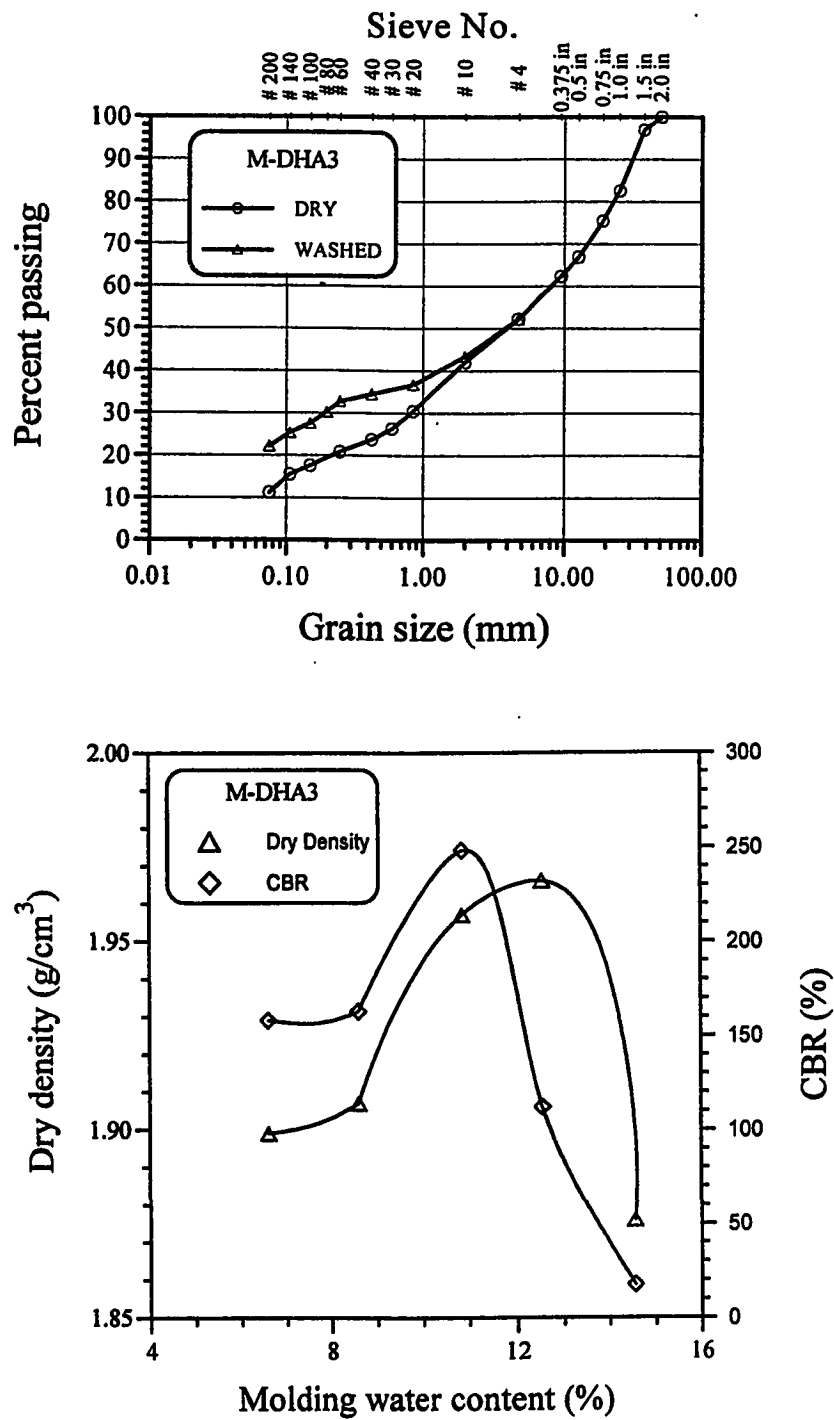 Sieve No.
# 200
# 140
# 100
# 80
# 60
# 40
# 30
# 20
# 10
# 4
0.375 in
0.5 in
0.75 in
1.0 in
1.5 in
2.0 in
100
90
80
70
60
50
40
30
20
10
0
Percent passing
M-DHA3
DRY
WASHED
0.01
0.10
1.00
10.00
100.00
Grain size (mm)
2.00
1.95
1.90
1.85
Dry density (g/cm³)
M-DHA3
Dry Density
CBR
300
250
200
150
100
50
0
CBR (%)
4
8
12
16
Molding water content (%)